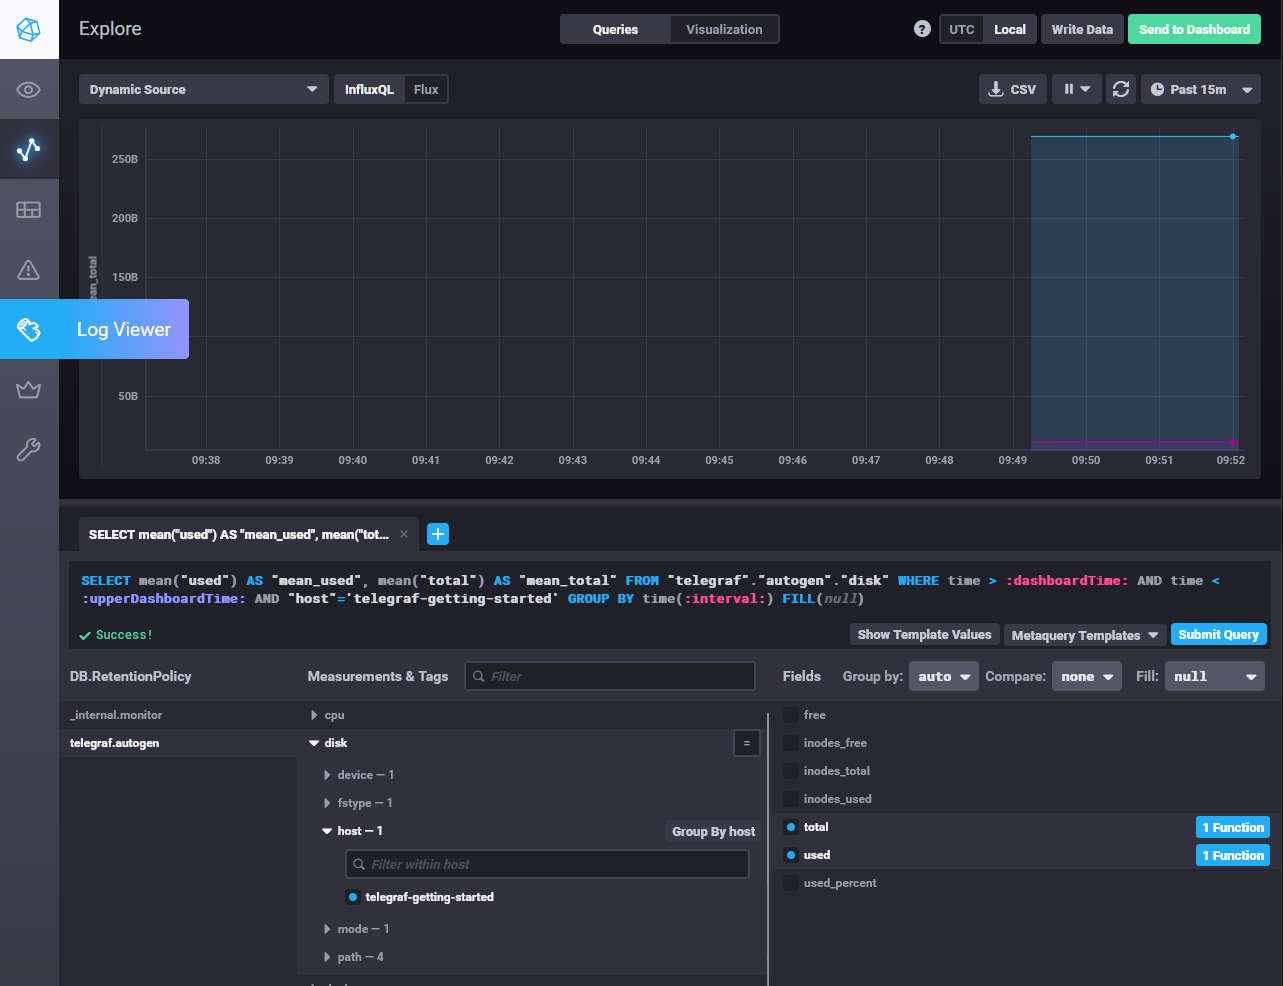 Explore
Queries
Visualization
?
UTC
Local
Write Data
Send to Dashboard
Dynamic Source
InfluxQL
Flux
CSV
Past 15m
250B
200B
150B
50B
ean_total
Log Viewer
09:38
09:39
09:40
09:41
09:42
09:43
09:44
09:45
09:46
09:47
09:48
09:49
09:50
09:51
09:52
SELECT mean("used") AS "mean_used", mean("tot...
SELECT mean("used") AS "mean_used", mean("total") AS "mean_total" FROM "telegraf"."autogen"."disk" WHERE time > :dashboardTime: AND time <
:upperDashboardTime: AND "host"='telegraf-getting-started' GROUP BY time(:interval:) FILL(null)
Success!
Show Template Values
Metaquery Templates
Submit Query
DB.RetentionPolicy
Measurements & Tags
Filter
Fields
Group by:
auto
Compare:
none
Fill:
null
_internal.monitor
telegraf.autogen
cpu
disk
=
device — 1
fstype — 1
host — 1
Group By host
Filter within host
telegraf-getting-started
mode — 1
path — 4
free
inodes_free
inodes_total
inodes_used
total
1 Function
used
1 Function
used_percent